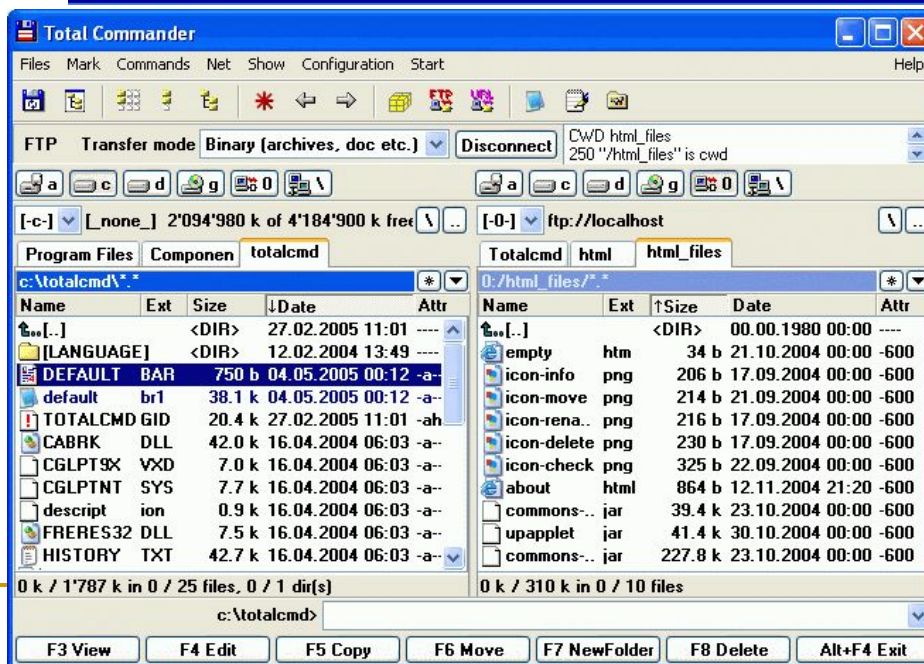 Total Commander
Files Mark Commands Net Show Configuration Start Help
FTP Transfer mode Binary (archives, doc etc.) Disconnect CWD html_files
250 "/html_files" is cwd
a c d g 0 \ a c d g 0 \
[-c-] [_none_] 2'094'980 k of 4'184'900 k free \ .. [-0-] ftp://localhost \ ..
Program Files Componen totalcmd Totalcmd html html_files
c:\totalcmd\*.* * 0:/html_files/*.* *
Name Ext Size ↓Date Attr Name Ext ↑Size Date Attr
[..] <DIR> 27.02.2005 11:01 ---- [..] <DIR> 00.00.1980 00:00 ----
[LANGUAGE] <DIR> 12.02.2004 13:49 ---- empty htm 34 b 21.10.2004 00:00 -600
DEFAULT BAR 750 b 04.05.2005 00:12 -a-- icon-info png 206 b 17.09.2004 00:00 -600
default br1 38.1 k 04.05.2005 00:12 -a-- icon-move png 214 b 21.09.2004 00:00 -600
TOTALCMD GID 20.4 k 27.02.2005 11:01 -ah icon-rena.. png 216 b 17.09.2004 00:00 -600
CABRK DLL 42.0 k 16.04.2004 06:03 -a-- icon-delete png 230 b 17.09.2004 00:00 -600
CGLPT9X VXD 7.0 k 16.04.2004 06:03 -a-- icon-check png 325 b 22.09.2004 00:00 -600
CGLPTNT SYS 7.7 k 16.04.2004 06:03 -a-- about html 864 b 12.11.2004 21:20 -600
descript ion 0.9 k 16.04.2004 06:03 -a-- commons-.. jar 39.4 k 23.10.2004 00:00 -600
FRERES32 DLL 7.5 k 16.04.2004 06:03 -a-- upapplet jar 41.4 k 30.10.2004 00:00 -600
HISTORY TXT 42.7 k 16.04.2004 06:03 -a-- commons-.. jar 227.8 k 23.10.2004 00:00 -600
0 k / 1'787 k in 0 / 25 files, 0 / 1 dir(s) 0 k / 310 k in 0 / 10 files
c:\totalcmd>
F3 View F4 Edit F5 Copy F6 Move F7 NewFolder F8 Delete Alt+F4 Exit